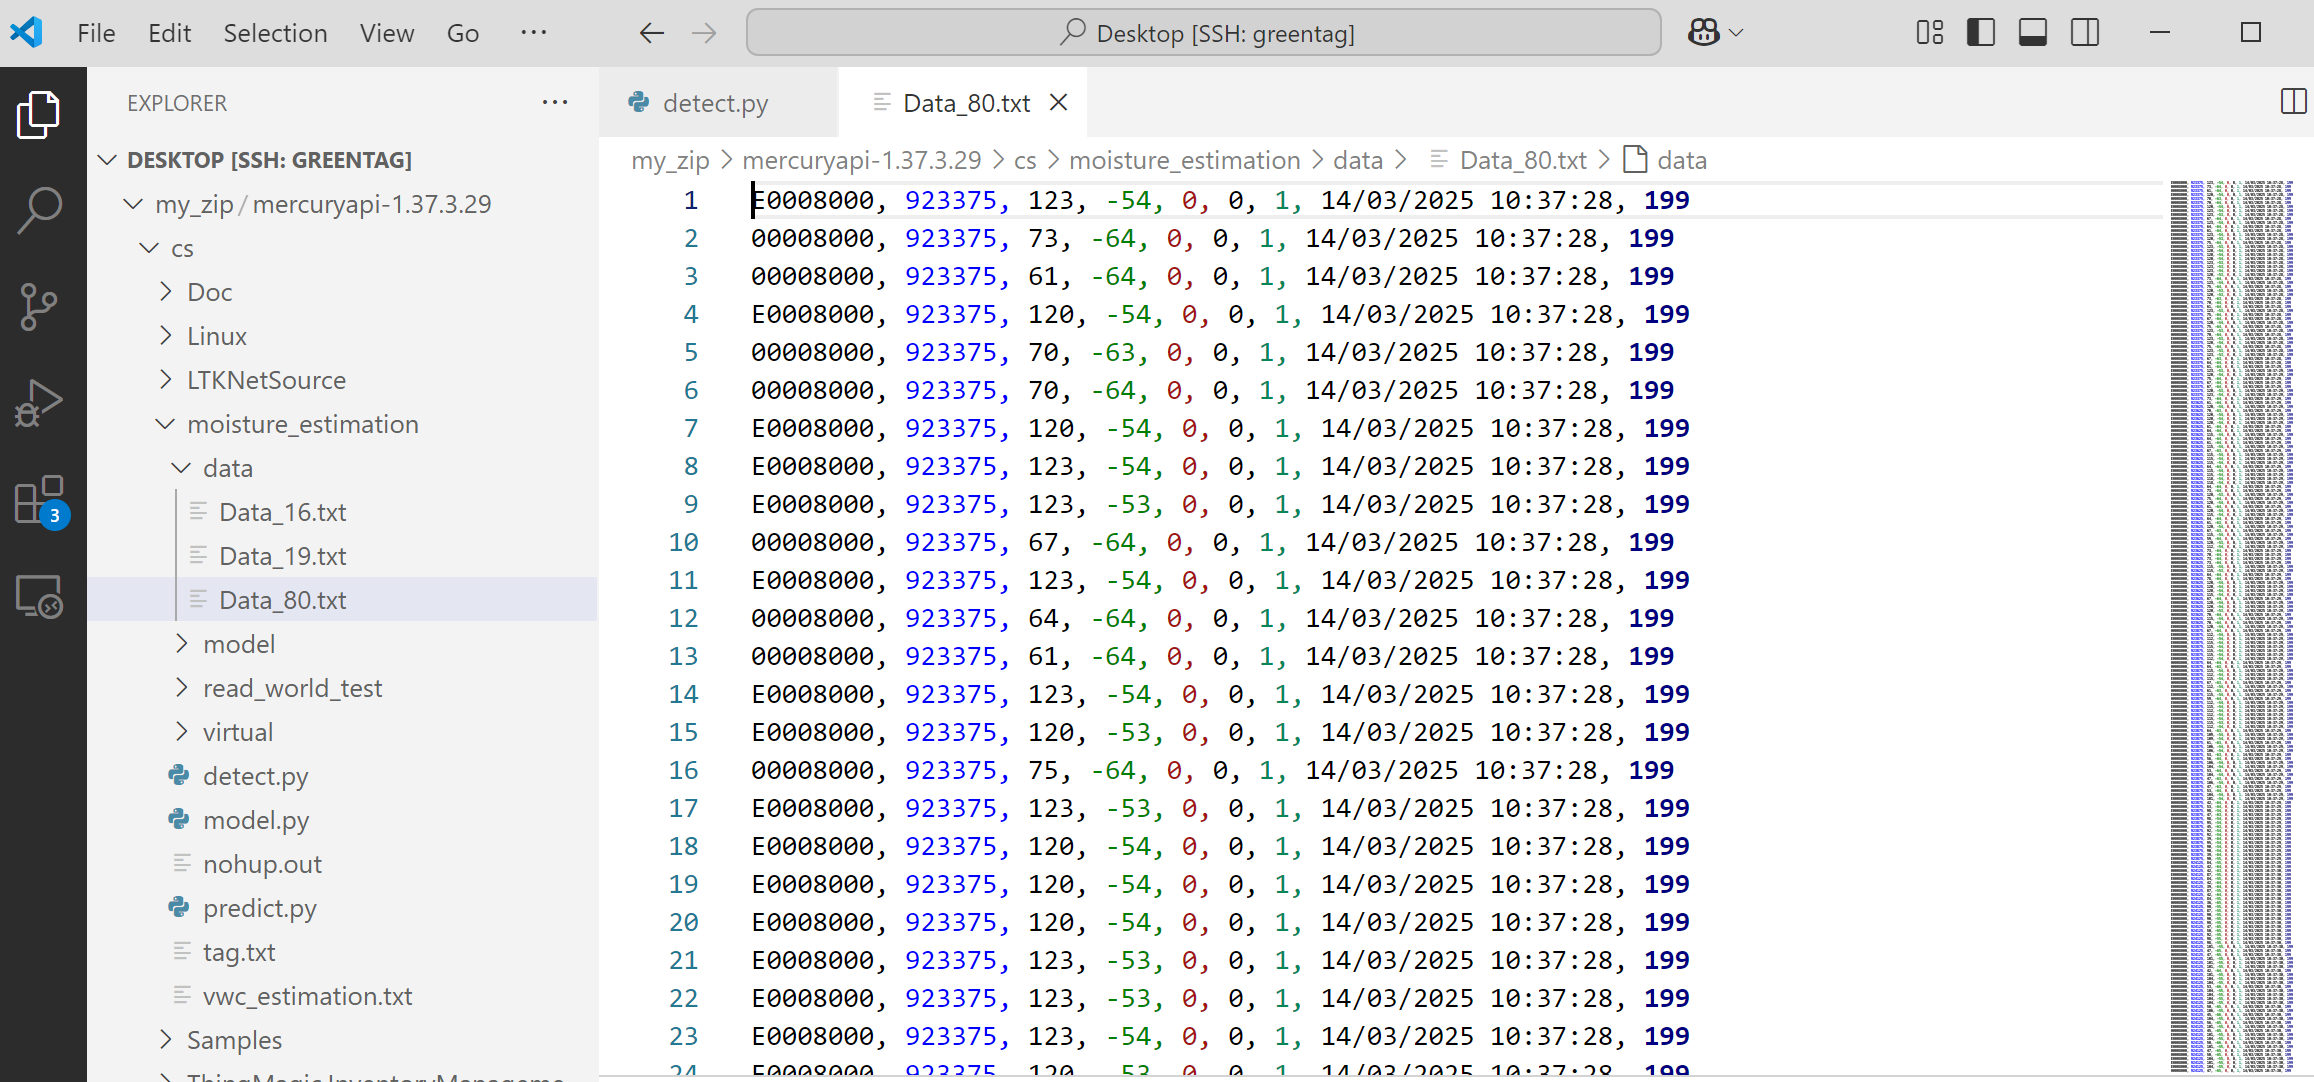 File Edit Selection View Go ··· Desktop [SSH: greentag]
EXPLORER ···
DESKTOP [SSH: GREENTAG]
my_zip / mercuryapi-1.37.3.29
cs
Doc
Linux
LTKNetSource
moisture_estimation
data
Data_16.txt
Data_19.txt
Data_80.txt
model
read_world_test
virtual
detect.py
model.py
nohup.out
predict.py
tag.txt
vwc_estimation.txt
Samples
3
detect.py Data_80.txt
my_zip > mercuryapi-1.37.3.29 > cs > moisture_estimation > data > Data_80.txt > data
1 E0008000, 923375, 123, -54, 0, 0, 1, 14/03/2025 10:37:28, 199
2 00008000, 923375, 73, -64, 0, 0, 1, 14/03/2025 10:37:28, 199
3 00008000, 923375, 61, -64, 0, 0, 1, 14/03/2025 10:37:28, 199
4 E0008000, 923375, 120, -54, 0, 0, 1, 14/03/2025 10:37:28, 199
5 00008000, 923375, 70, -63, 0, 0, 1, 14/03/2025 10:37:28, 199
6 00008000, 923375, 70, -64, 0, 0, 1, 14/03/2025 10:37:28, 199
7 E0008000, 923375, 120, -54, 0, 0, 1, 14/03/2025 10:37:28, 199
8 E0008000, 923375, 123, -54, 0, 0, 1, 14/03/2025 10:37:28, 199
9 E0008000, 923375, 123, -53, 0, 0, 1, 14/03/2025 10:37:28, 199
10 00008000, 923375, 67, -64, 0, 0, 1, 14/03/2025 10:37:28, 199
11 E0008000, 923375, 123, -54, 0, 0, 1, 14/03/2025 10:37:28, 199
12 00008000, 923375, 64, -64, 0, 0, 1, 14/03/2025 10:37:28, 199
13 00008000, 923375, 61, -64, 0, 0, 1, 14/03/2025 10:37:28, 199
14 E0008000, 923375, 123, -54, 0, 0, 1, 14/03/2025 10:37:28, 199
15 E0008000, 923375, 120, -53, 0, 0, 1, 14/03/2025 10:37:28, 199
16 00008000, 923375, 75, -64, 0, 0, 1, 14/03/2025 10:37:28, 199
17 E0008000, 923375, 123, -53, 0, 0, 1, 14/03/2025 10:37:28, 199
18 E0008000, 923375, 120, -54, 0, 0, 1, 14/03/2025 10:37:28, 199
19 E0008000, 923375, 120, -54, 0, 0, 1, 14/03/2025 10:37:28, 199
20 E0008000, 923375, 120, -54, 0, 0, 1, 14/03/2025 10:37:28, 199
21 E0008000, 923375, 123, -53, 0, 0, 1, 14/03/2025 10:37:28, 199
22 E0008000, 923375, 123, -53, 0, 0, 1, 14/03/2025 10:37:28, 199
23 E0008000, 923375, 123, -54, 0, 0, 1, 14/03/2025 10:37:28, 199
24 E0008000, 923375, 120, -53, 0, 0, 1, 14/03/2025 10:37:28, 199